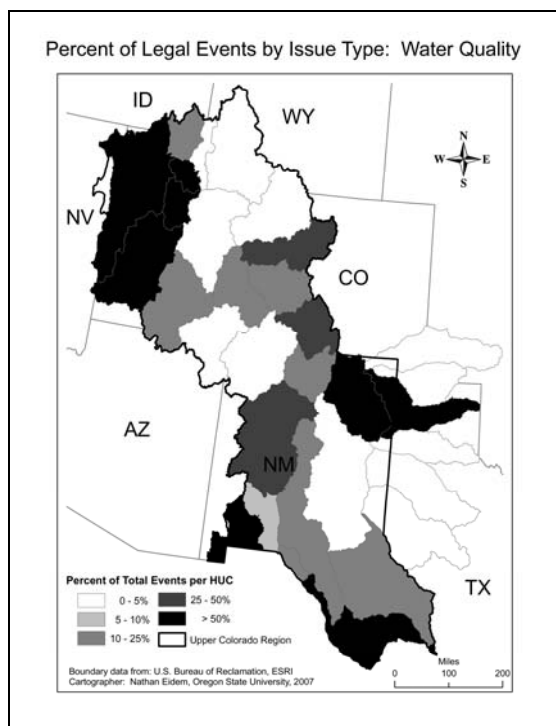 Percent of Legal Events by Issue Type: Water Quality
ID
WY
N
W E
S
NV
CO
AZ
NM
TX
Percent of Total Events per HUC
0 - 5%
25 - 50%
5 - 10%
> 50%
10 - 25%
Upper Colorado Region
Boundary data from: U.S. Bureau of Reclamation, ESRI
Cartographer: Nathan Eidem, Oregon State University, 2007
Miles
0 100 200